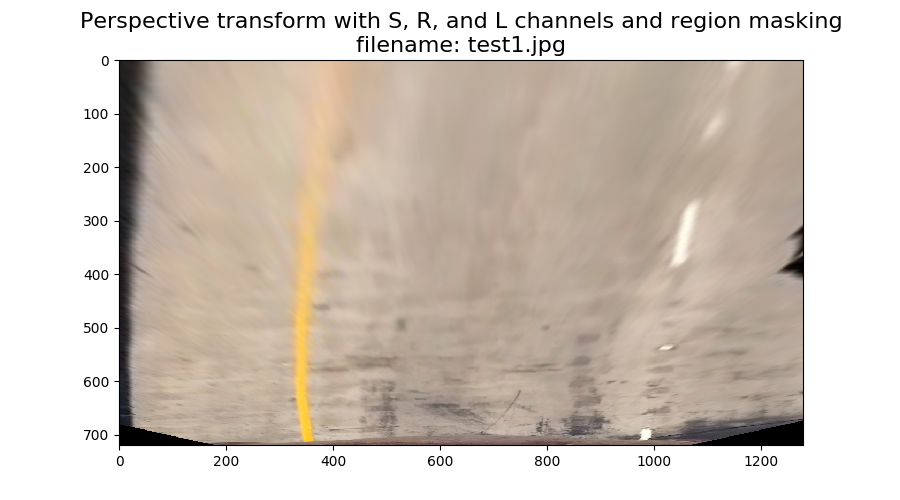 Perspective transform with S, R, and L channels and region masking
filename: test1.jpg
0
100
200
300
400
500
600
700
0 200 400 600 800 1000 1200